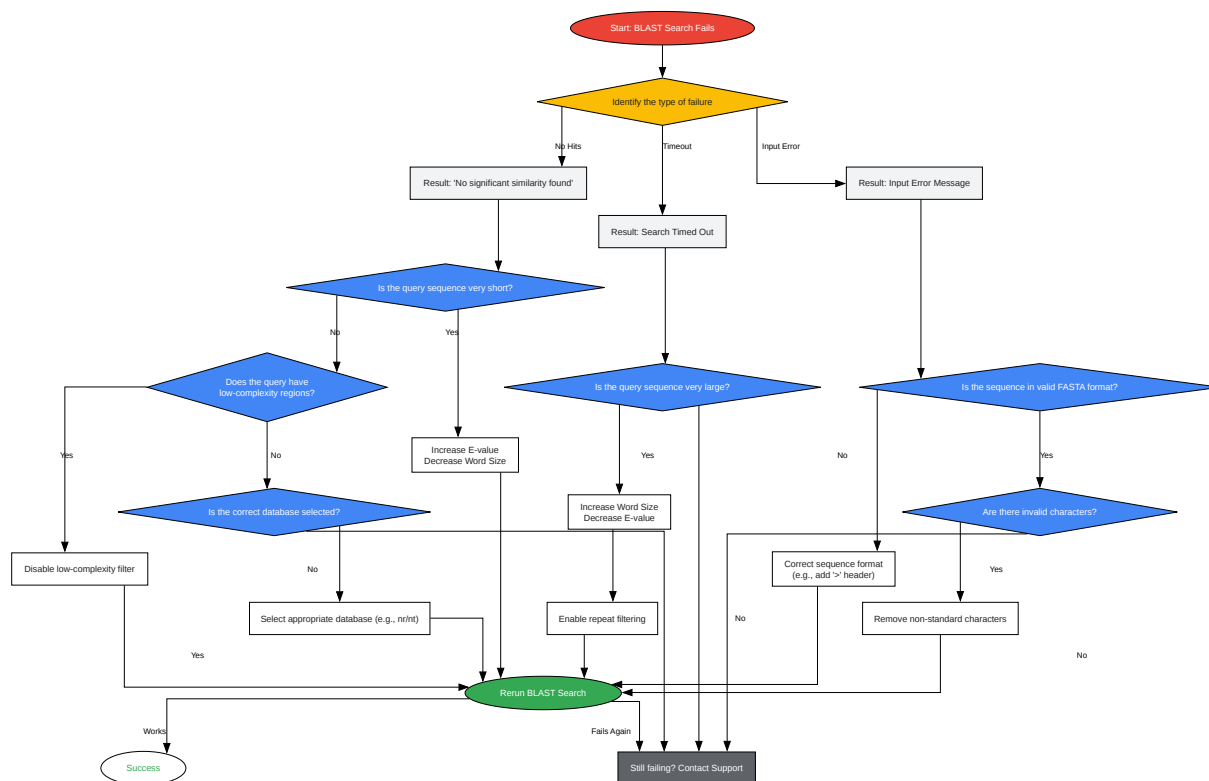 Start: BLAST Search Fails
Identify the type of failure
No Hits
Timeout
Input Error
Result: 'No significant similarity found'
Result: Input Error Message
Result: Search Timed Out
Is the query sequence very short?
No
Yes
Does the query have
low-complexity regions?
Is the query sequence very large?
Is the sequence in valid FASTA format?
Increase E-value
Decrease Word Size
Yes
No
Yes
No
Yes
Increase Word Size
Decrease E-value
Is the correct database selected?
Are there invalid characters?
Disable low-complexity filter
No
Correct sequence format
(e.g., add '>' header)
Yes
Select appropriate database (e.g., nr/nt)
Enable repeat filtering
No
Remove non-standard characters
Yes
No
Rerun BLAST Search
Works
Fails Again
Success
Still failing? Contact Support